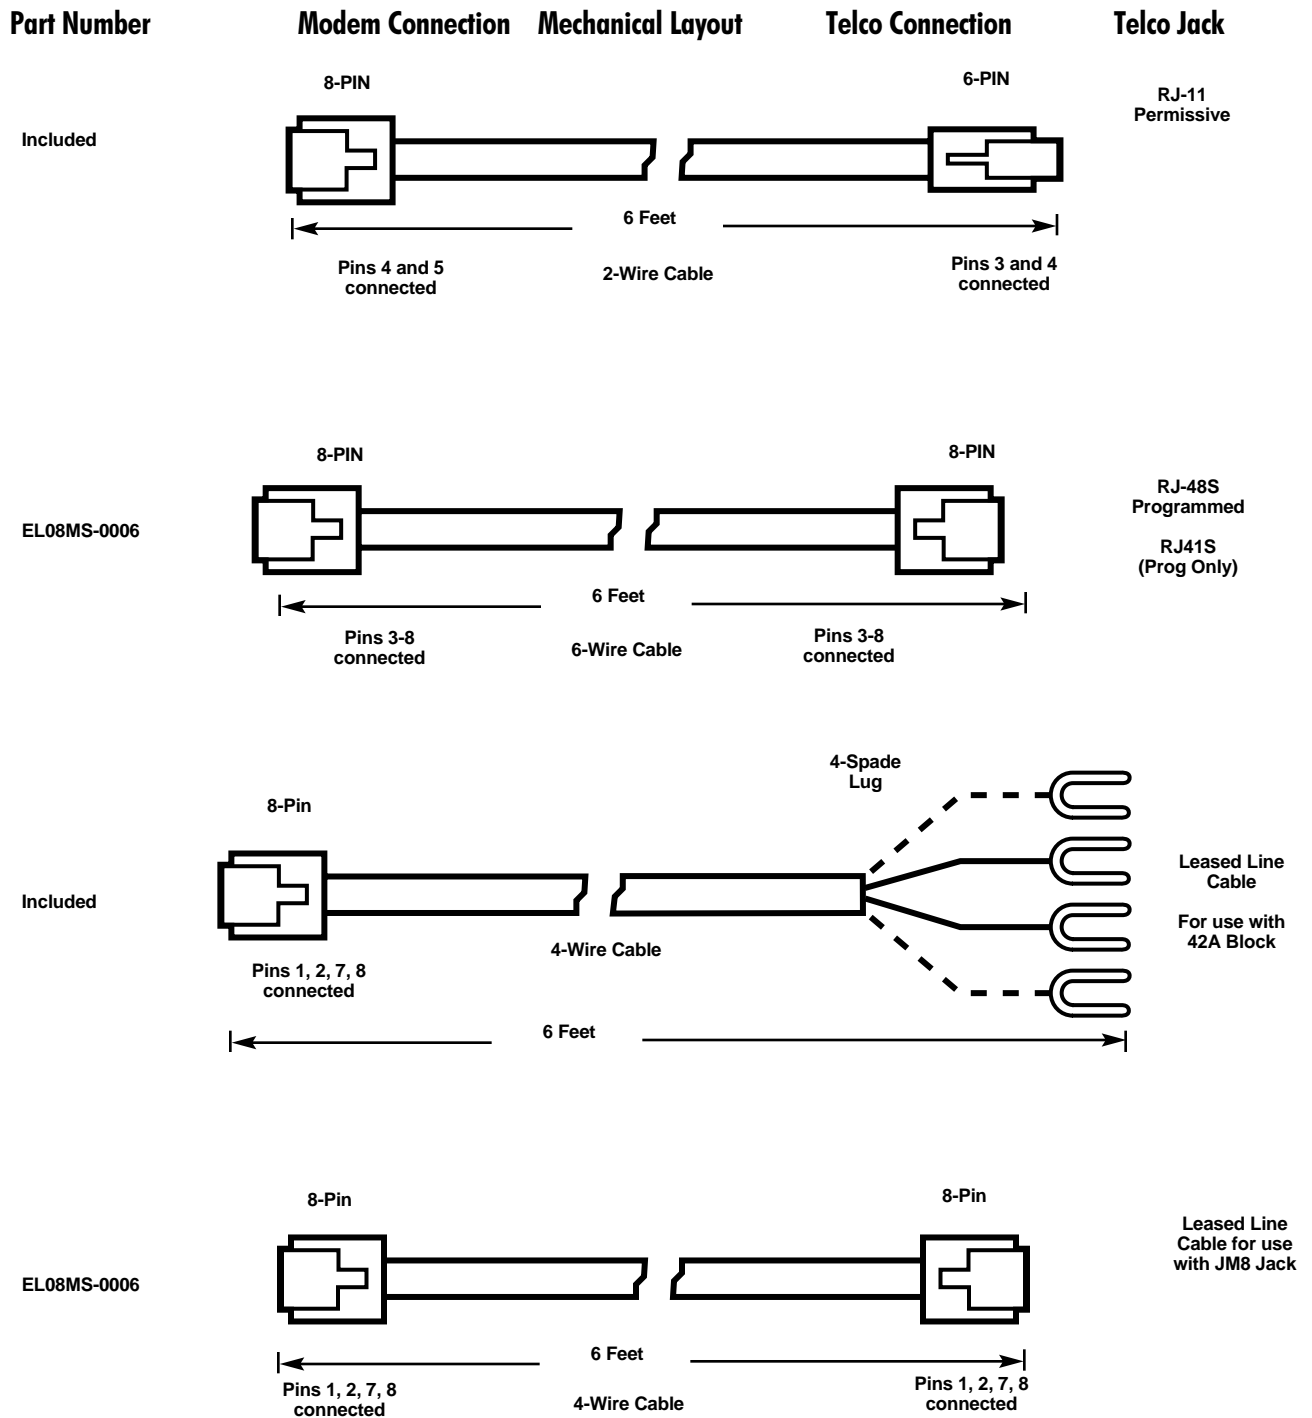 Part Number Modem Connection Mechanical Layout Telco Connection Telco Jack
8-PIN 6-PIN
RJ-11
Permissive
Included
6 Feet
Pins 4 and 5
connected
2-Wire Cable
Pins 3 and 4
connected
8-PIN 8-PIN
RJ-48S
Programmed
EL08MS-0006
RJ41S
(Prog Only)
6 Feet
Pins 3-8
connected
6-Wire Cable
Pins 3-8
connected
4-Spade
Lug
8-Pin
Included
Leased Line
Cable
For use with
42A Block
4-Wire Cable
Pins 1, 2, 7, 8
connected
6 Feet
8-Pin 8-Pin
Leased Line
Cable for use
with JM8 Jack
EL08MS-0006
6 Feet
Pins 1, 2, 7, 8
connected
4-Wire Cable
Pins 1, 2, 7, 8
connected